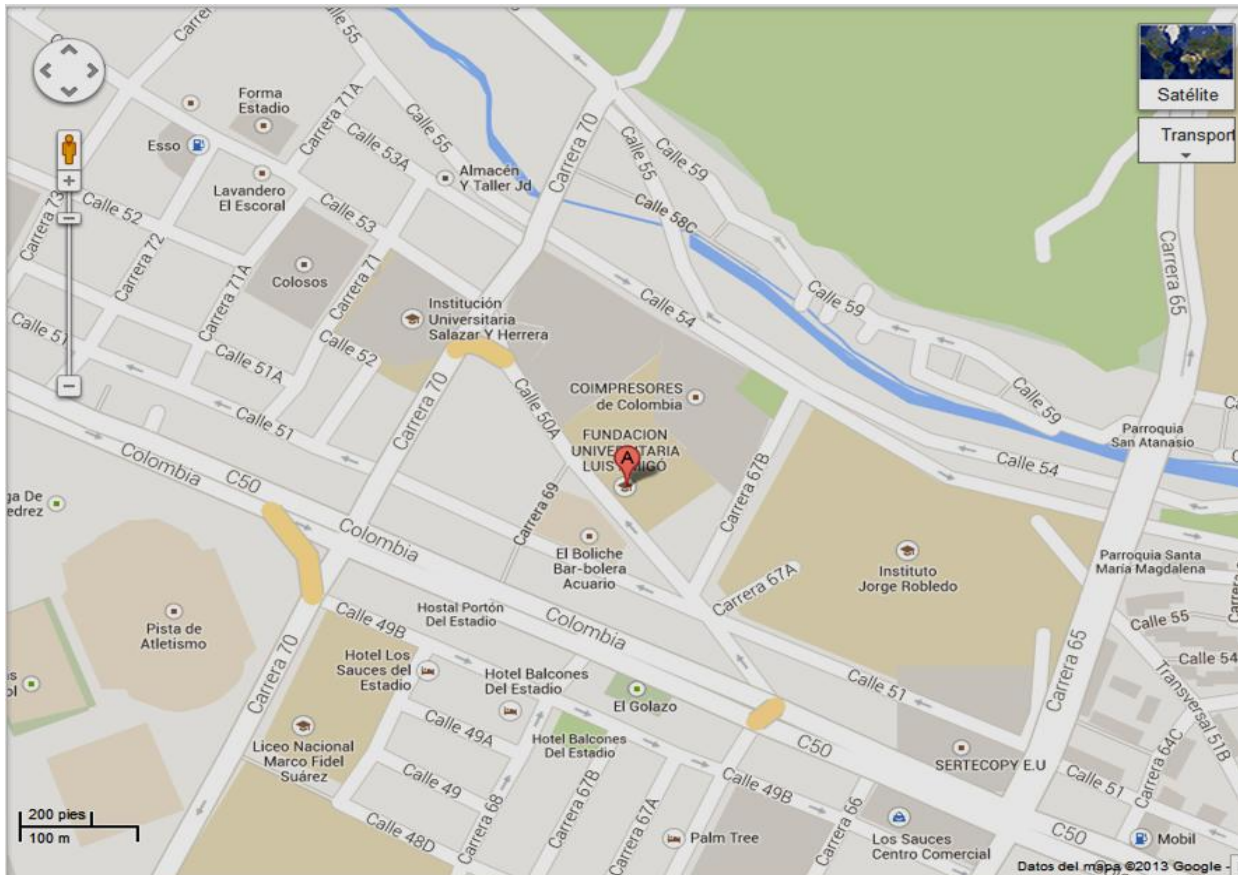 Calle 55
Calle 55
Carrera 71A
Forma
Estadio
Satélite
Esso
Calle 53A
Carrera 70
Calle 55
Calle 59
Transport
Almacén
Y Taller Jd
Lavandero
El Escoral
Calle 52
Carrera 73
Calle 53
Calle 58C
Carrera 72
Carrera 71A
Carrera 71
Colosos
Carrera 65
Calle 59
Institución
Universitaria
Salazar Y Herrera
Calle 54
Calle 51
Calle 51A
Calle 52
Calle 50A
COIMPRESORES
de Colombia
Calle 59
Carrera 70
Calle 51
FUNDACION
UNIVERSITARIA
LUIS
A
Parroquia
San Atanasio
Colombia
C50
Carrera 69
Carrera 67B
Calle 54
Colombia
El Boliche
Bar-bolera
Acuario
Instituto
Jorge Robledo
Parroquia Santa
María Magdalena
Carrera 67A
Pista de
Atletismo
Calle 49B
Hostal Portón
Del Estadio
Colombia
Calle 55
Calle 54
Carrera 70
Hotel Los
Sauces del
Estadio
Hotel Balcones
Del Estadio
El Golazo
Calle 51
Carrera 65
Transversal 51B
Liceo Nacional
Marco Fidel
Suárez
Calle 49A
Hotel Balcones
Del Estadio
C50
SERTECOPY E.U
Carrera 64C
Calle 49
Carrera 68
Carrera 67B
Carrera 67A
Calle 49B
Carrera 66
Calle 51
200 pies
100 m
Calle 48D
Palm Tree
Los Sauces
Centro Comercial
C50
Mobil
Datos del mapa ©2013 Google -